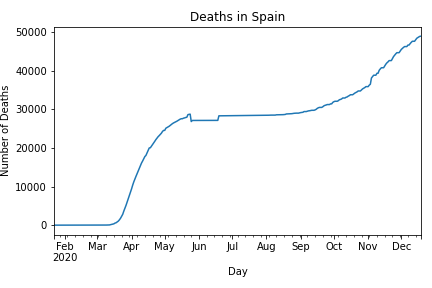 Deaths in Spain
50000
40000
30000
20000
10000
0
Number of Deaths
Feb Mar Apr May Jun Jul Aug Sep Oct Nov Dec
2020
Day